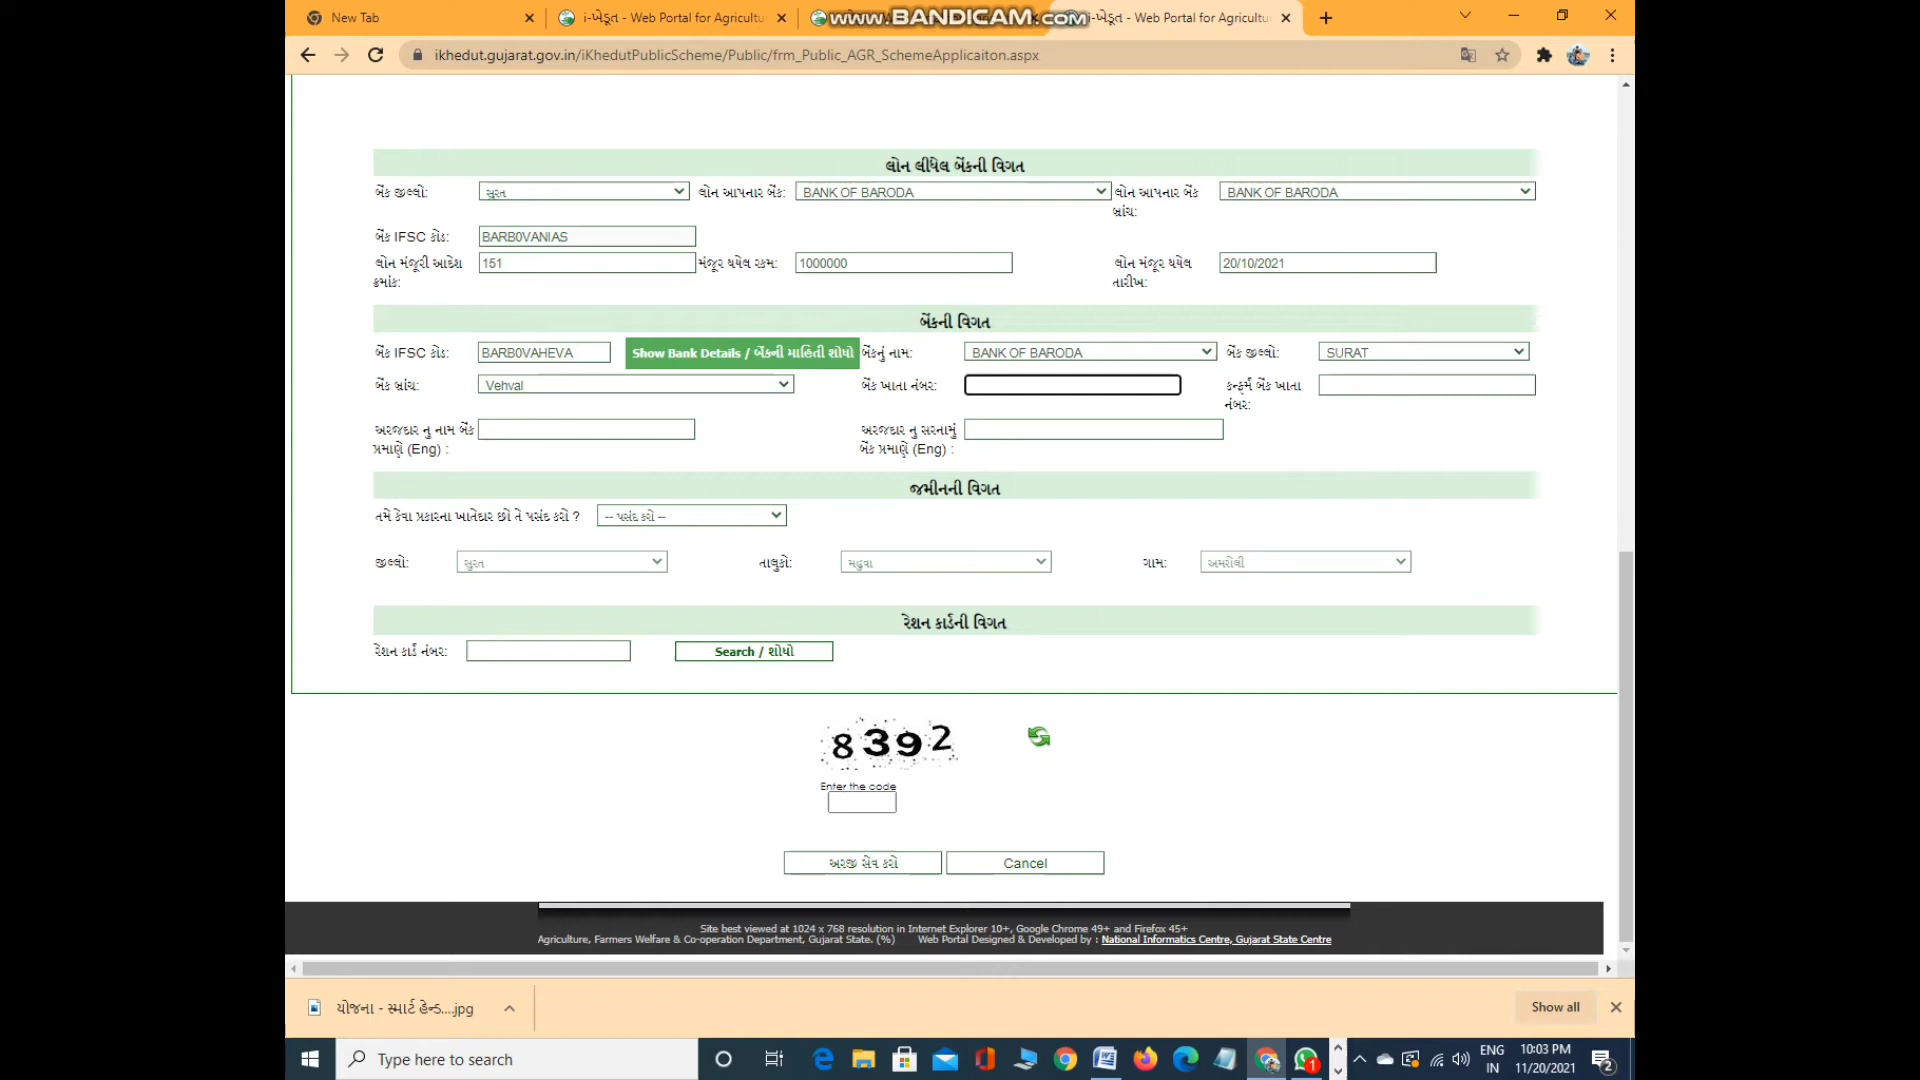 New Tab
i-ખેડૂત - Web Portal for Agricultu
www.BANDICAM.com
i-ખેડૂત - Web Portal for Agricultu
ikhedut.gujarat.gov.in/iKhedutPublicScheme/Public/frm_Public_AGR_SchemeApplicaiton.aspx
લોન લીધેલ બેંકની વિગત
બેંક જીલ્લો: સુરત લોન આપનાર બેંક: BANK OF BARODA લોન આપનાર બેંક બ્રાંચ: BANK OF BARODA
બેંક IFSC કોડ: BARB0VANIAS
લોન મંજૂરી આદેશ ક્રમાંક: 151 મંજૂર થયેલ રકમ: 1000000 લોન મંજૂર થયેલ તારીખ: 20/10/2021
બેંકની વિગત
બેંક IFSC કોડ: BARB0VAHEVA Show Bank Details / બેંકની માહિતી શોધો બેંકનું નામ: BANK OF BARODA બેંક જીલ્લો: SURAT
બેંક બ્રાંચ: Vehval બેંક ખાતા નંબર: કન્ફર્મ બેંક ખાતા નંબર:
અરજદાર નુ નામ બેંક પ્રમાણે (Eng) : અરજદાર નુ સરનામું બેંક પ્રમાણે (Eng) :
જમીનની વિગત
તમે કેવા પ્રકારના ખાતેદાર છો તે પસંદ કરો ? -- પસંદ કરો --
જીલ્લો: સુરત તાલુકો: મહુવા ગામ: અમરોલી
રેશન કાર્ડની વિગત
રેશન કાર્ડ નંબર: Search / શોધો
8392
Enter the code
અરજી સેવ કરો Cancel
Site best viewed at 1024 x 768 resolution in Internet Explorer 10+, Google Chrome 49+ and Firefox 45+
Agriculture, Farmers Welfare & Co-operation Department, Gujarat State. (%) Web Portal Designed & Developed by : National Informatics Centre, Gujarat State Centre
યોજના - સ્માર્ટ હેન્ડ....jpg Show all
Type here to search
1
ENG
IN
10:03 PM
11/20/2021
2